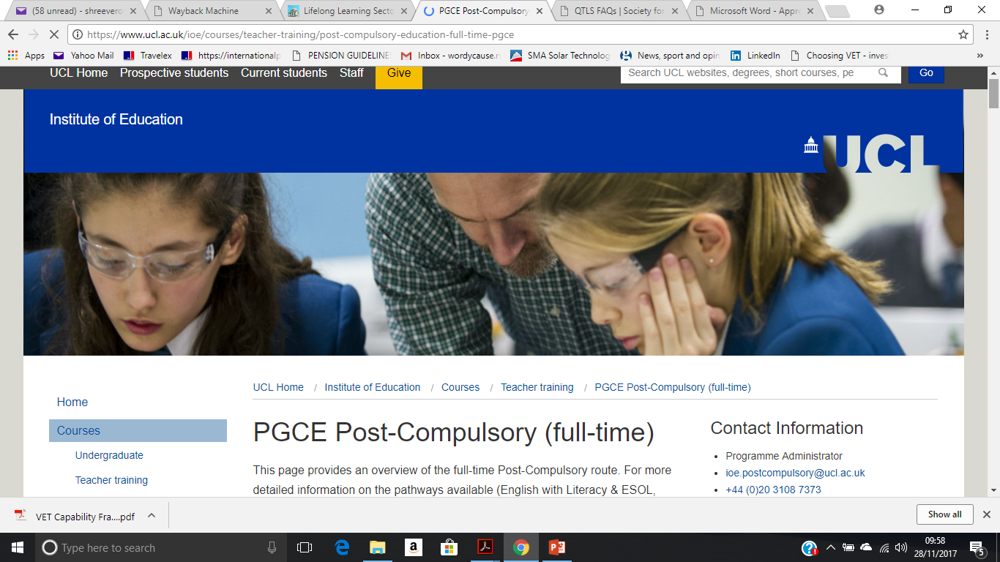 (58 unread) - shreeverc
Wayback Machine
Lifelong Learning Secto
PGCE Post-Compulsory
QTLS FAQs | Society for
Microsoft Word - Appro
https://www.ucl.ac.uk/ioe/courses/teacher-training/post-compulsory-education-full-time-pgce
Apps Yahoo Mail Travelex https://internationalp PENSION GUIDELINE Inbox - wordycause.r SMA Solar Technolog News, sport and opin LinkedIn Choosing VET - inves »
UCL Home Prospective students Current students Staff Give Search UCL websites, degrees, short courses, pe Go
Institute of Education
UCL
UCL Home / Institute of Education / Courses / Teacher training / PGCE Post-Compulsory (full-time)
Home
Courses
Undergraduate
Teacher training
PGCE Post-Compulsory (full-time)
This page provides an overview of the full-time Post-Compulsory route. For more
detailed information on the pathways available (English with Literacy & ESOL,
Contact Information
• Programme Administrator
• ioe.postcompulsory@ucl.ac.uk
• +44 (0)20 3108 7373
VET Capability Fra....pdf
Show all
Type here to search
09:58
28/11/2017
5